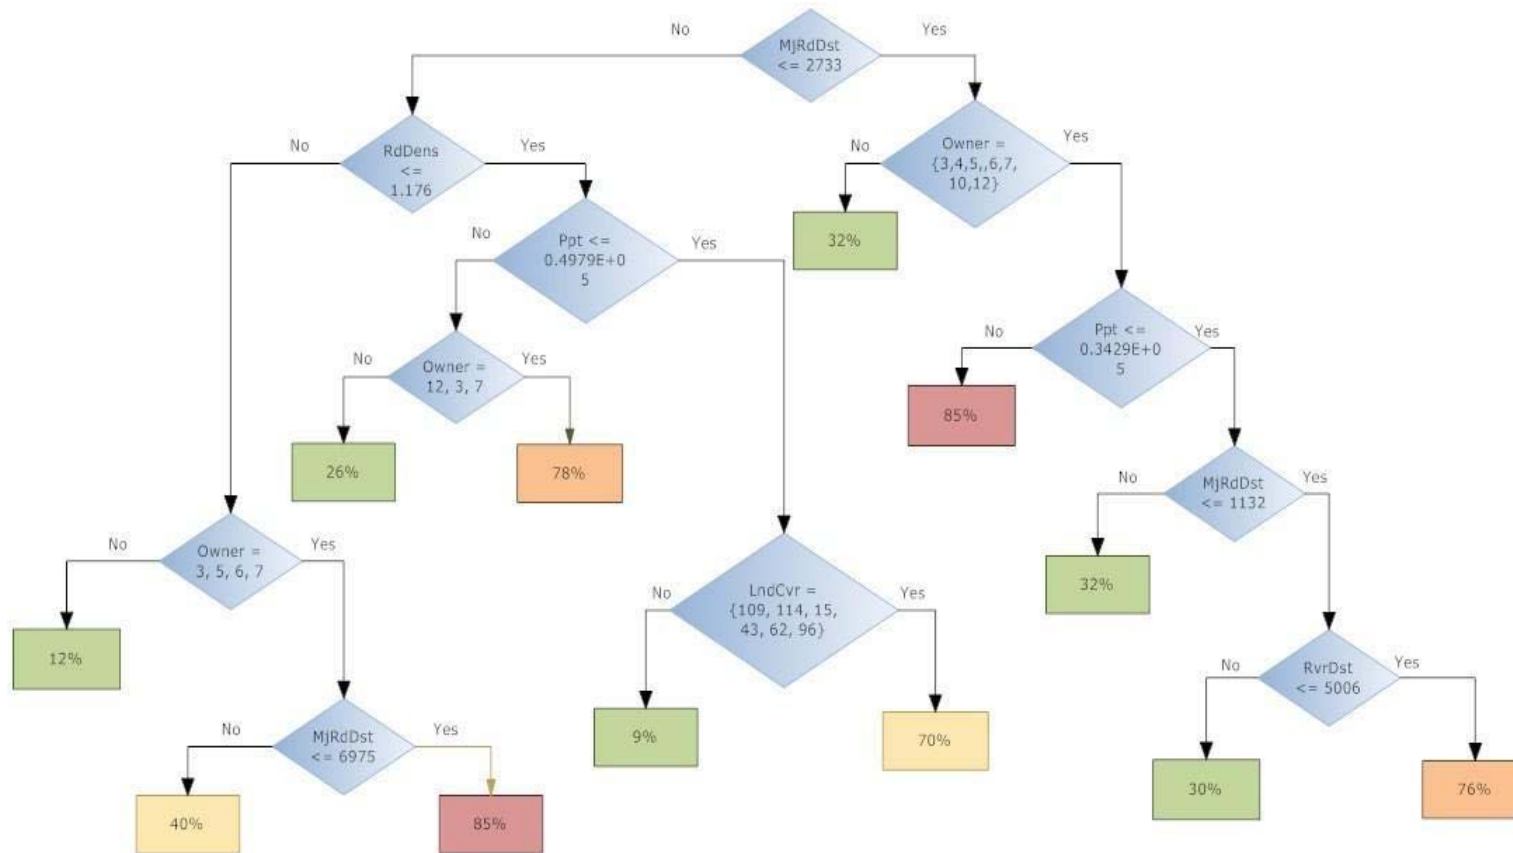 No
MjRdDst
<= 2733
Yes
No
RdDens
<=
1.176
Yes
No
Owner =
{3,4,5,,6,7,
10,12}
Yes
32%
No
Ppt <=
0.4979E+0
5
Yes
No
Ppt <=
0.3429E+0
5
Yes
85%
No
Owner =
12, 3, 7
Yes
26%
78%
No
MjRdDst
<= 1132
Yes
32%
No
Owner =
3, 5, 6, 7
Yes
12%
No
LndCvr =
{109, 114, 15,
43, 62, 96}
Yes
9%
70%
No
RvrDst
<= 5006
Yes
30%
76%
No
MjRdDst
<= 6975
Yes
40%
85%